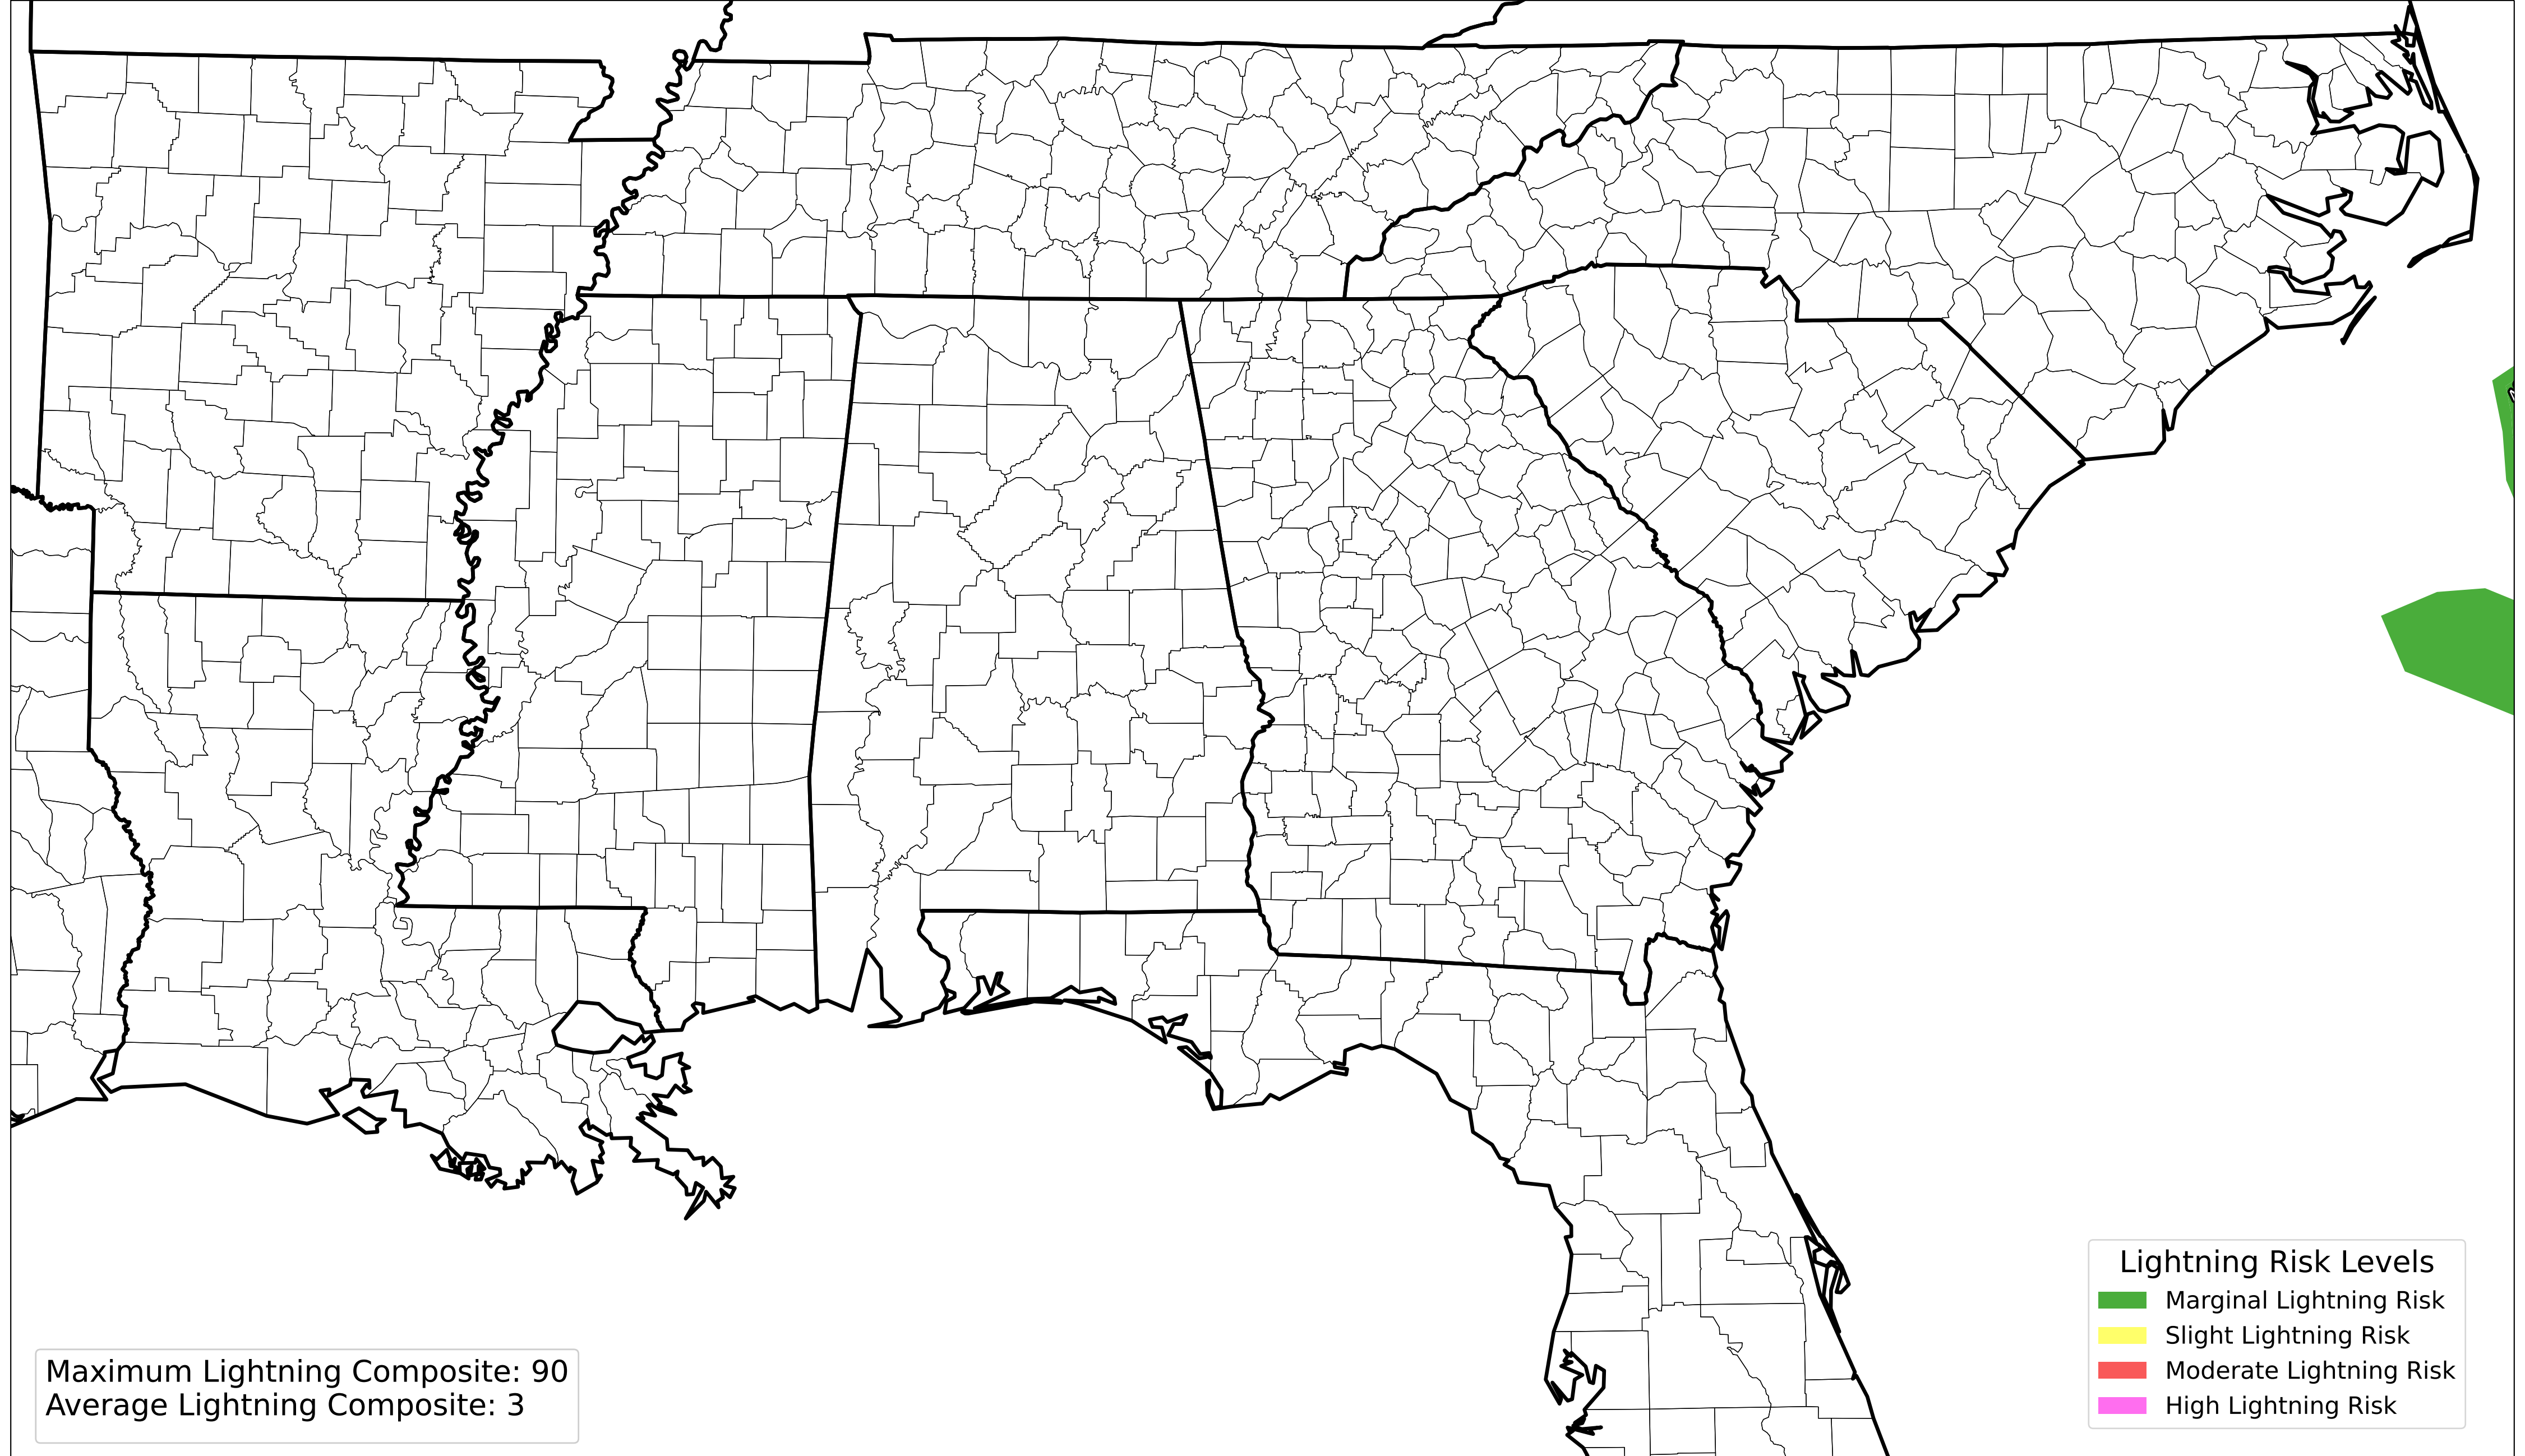 Maximum Lightning Composite: 90
Average Lightning Composite: 3
Lightning Risk Levels
Marginal Lightning Risk
Slight Lightning Risk
Moderate Lightning Risk
High Lightning Risk